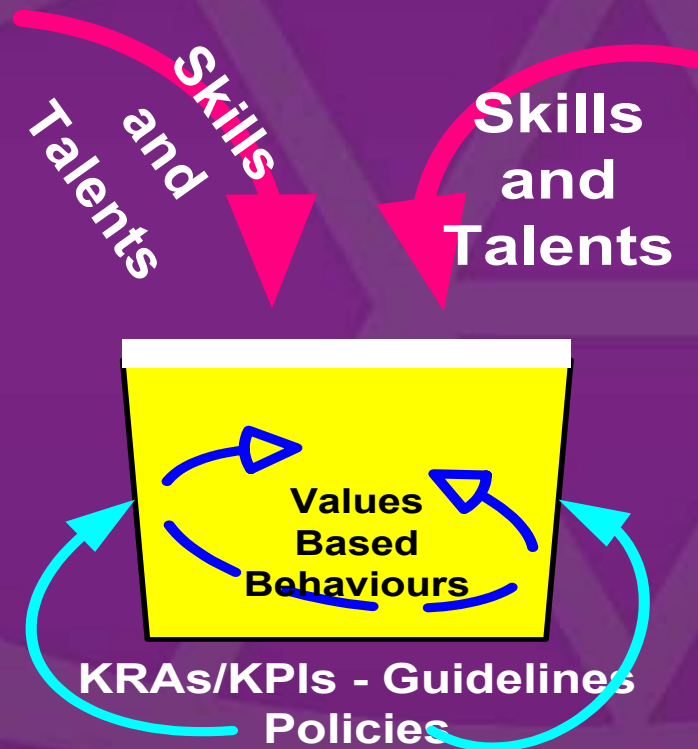 Skills
and
Talents
Skills
and
Talents
Values
Based
Behaviours
KRAs/KPIs - Guidelines
Policies